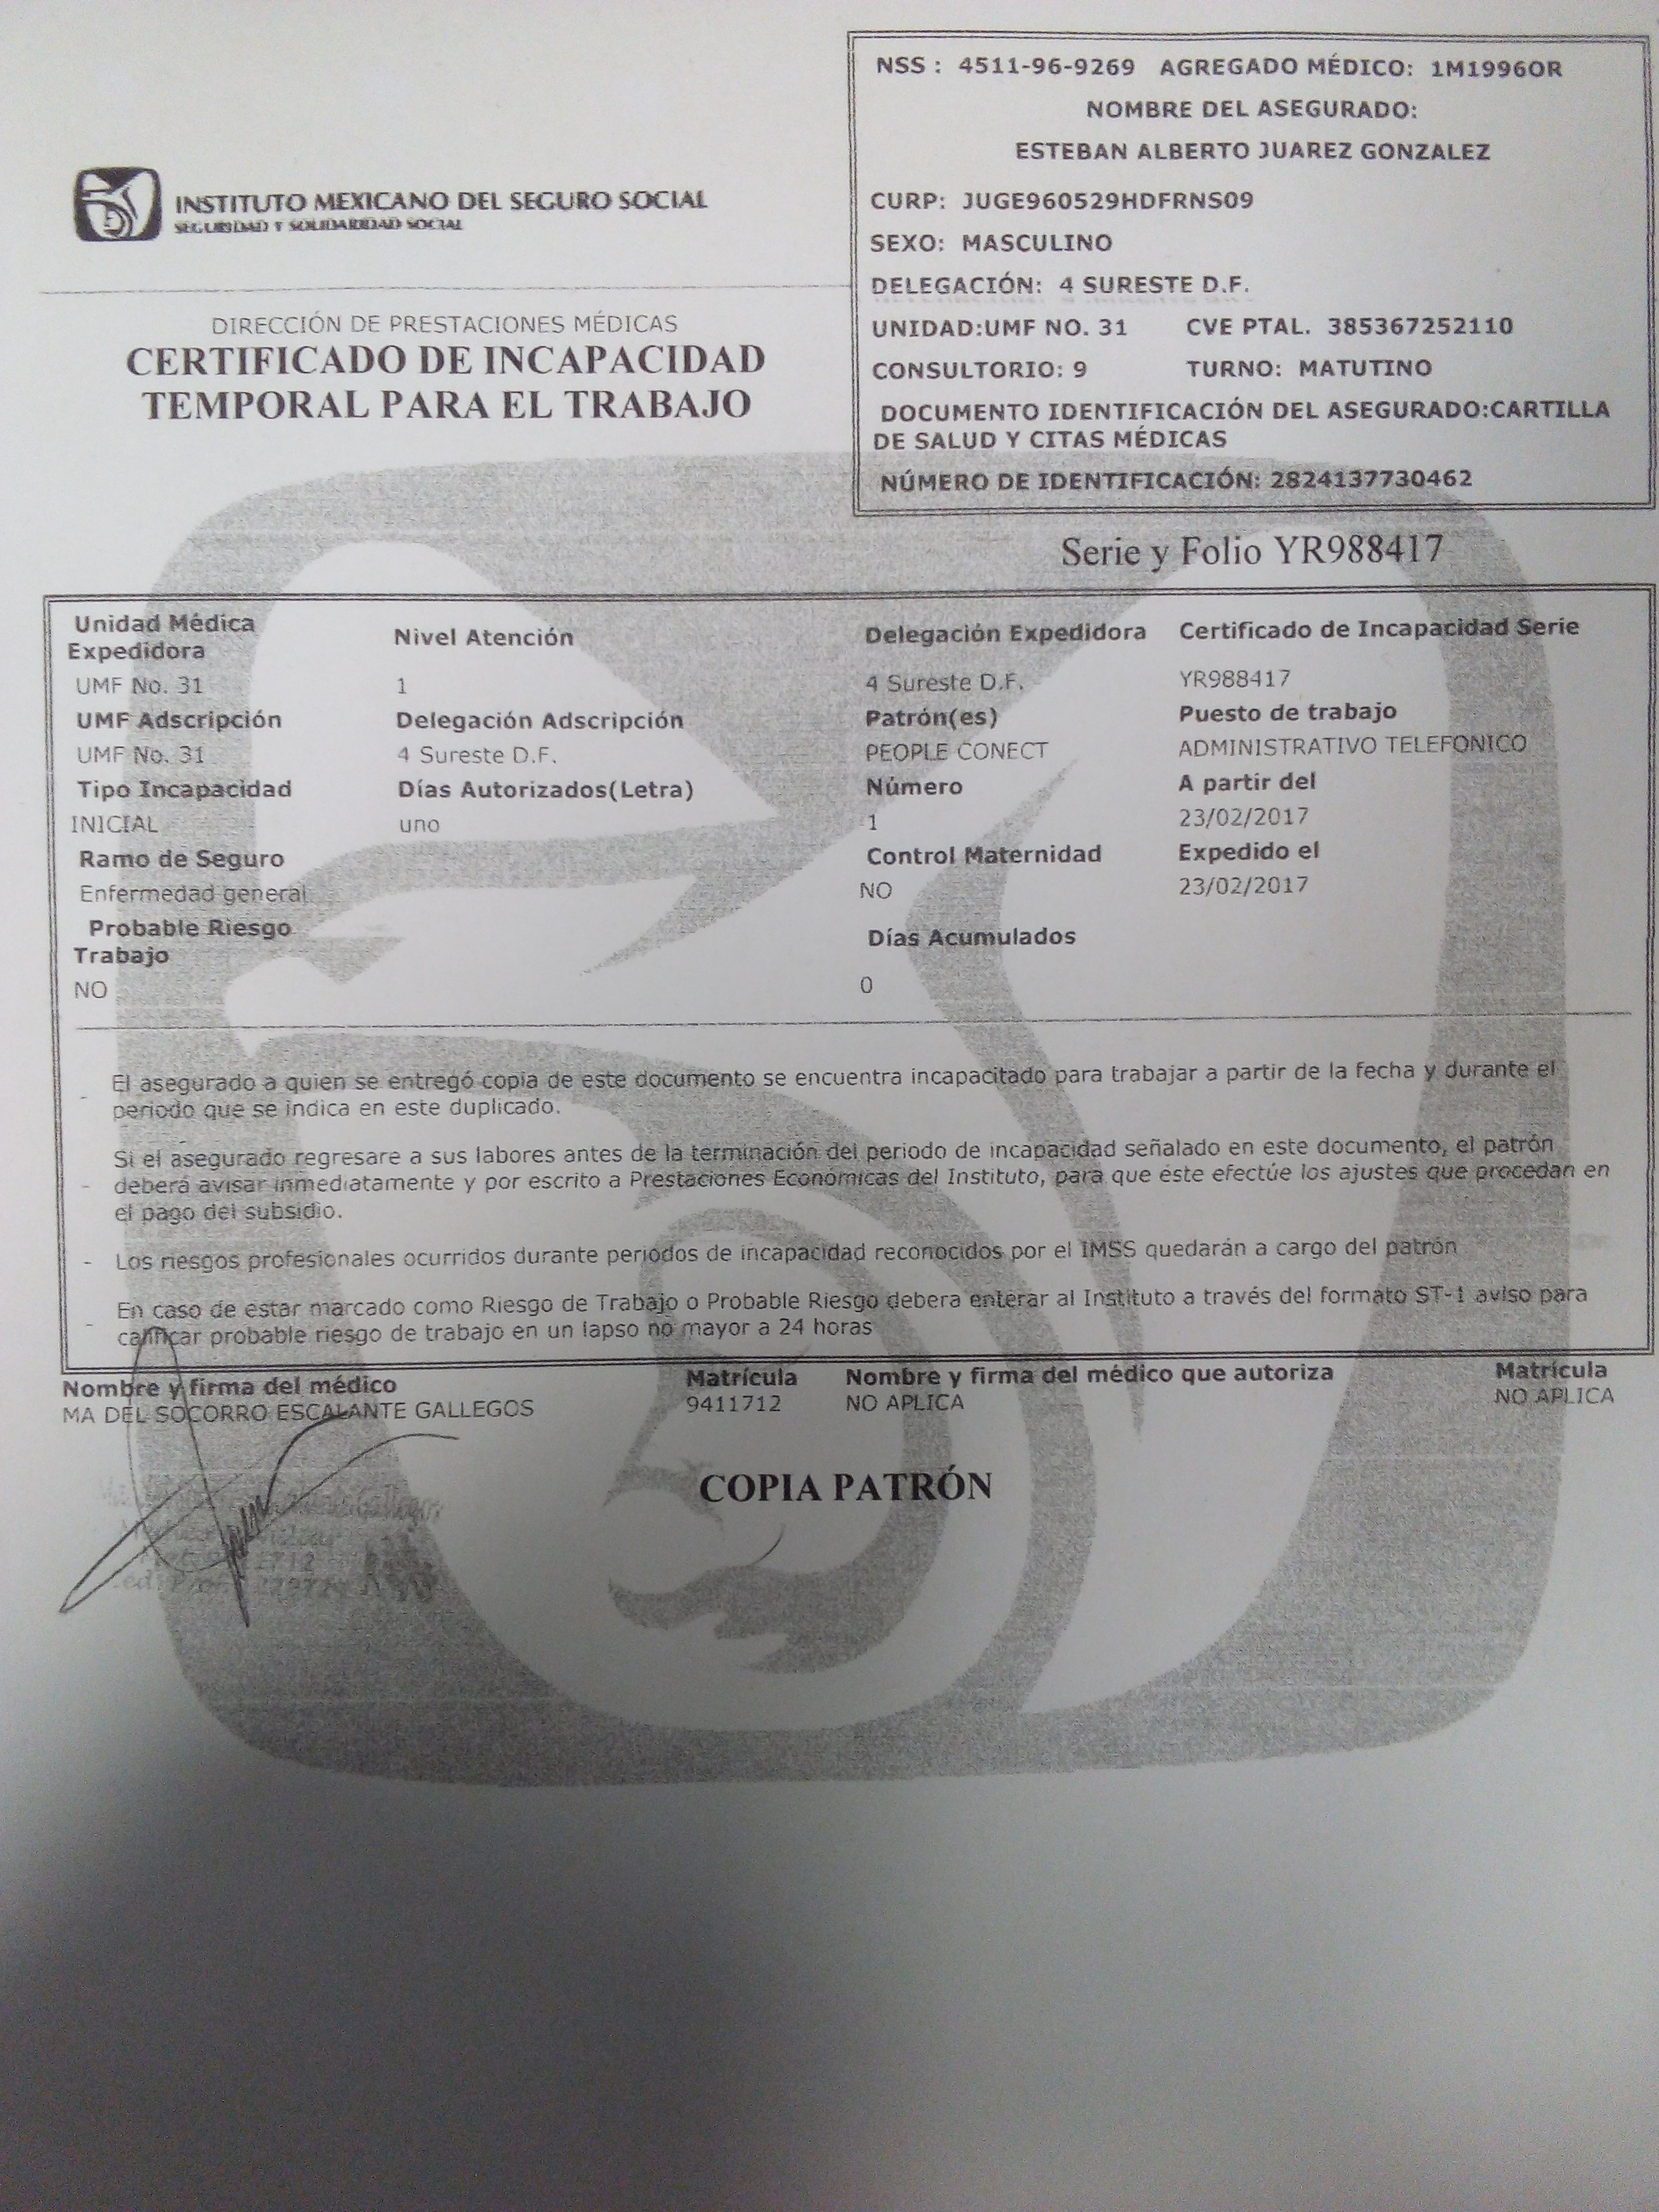 NSS : 4511-96-9269 AGREGADO MÉDICO: 1M1996OR
NOMBRE DEL ASEGURADO:
ESTEBAN ALBERTO JUAREZ GONZALEZ
CURP: JUGE960529HDFRNS09
SEXO: MASCULINO
DELEGACIÓN: 4 SURESTE D.F.
UNIDAD:UMF NO. 31 CVE PTAL. 385367252110
CONSULTORIO: 9 TURNO: MATUTINO
DOCUMENTO IDENTIFICACIÓN DEL ASEGURADO:CARTILLA
DE SALUD Y CITAS MÉDICAS
NÚMERO DE IDENTIFICACIÓN: 2824137730462
INSTITUTO MEXICANO DEL SEGURO SOCIAL
SEGURIDAD Y SOLIDARIDAD SOCIAL
DIRECCIÓN DE PRESTACIONES MÉDICAS
CERTIFICADO DE INCAPACIDAD
TEMPORAL PARA EL TRABAJO
Serie y Folio YR988417
Unidad Médica
Expedidora Nivel Atención Delegación Expedidora Certificado de Incapacidad Serie
UMF No. 31 1 4 Sureste D.F. YR988417
UMF Adscripción Delegación Adscripción Patrón(es) Puesto de trabajo
UMF No. 31 4 Sureste D.F. PEOPLE CONECT ADMINISTRATIVO TELEFONICO
Tipo Incapacidad Días Autorizados(Letra) Número A partir del
INICIAL uno 1 23/02/2017
Ramo de Seguro Control Maternidad Expedido el
Enfermedad general NO 23/02/2017
Probable Riesgo
Trabajo Días Acumulados
NO 0
- El asegurado a quien se entregó copia de este documento se encuentra incapacitado para trabajar a partir de la fecha y durante el
periodo que se indica en este duplicado.
Si el asegurado regresare a sus labores antes de la terminación del periodo de incapacidad señalado en este documento, el patrón
- deberá avisar inmediatamente y por escrito a Prestaciones Económicas del Instituto, para que éste efectúe los ajustes que procedan en
el pago del subsidio.
- Los riesgos profesionales ocurridos durante periodos de incapacidad reconocidos por el IMSS quedarán a cargo del patrón
- En caso de estar marcado como Riesgo de Trabajo o Probable Riesgo debera enterar al Instituto a través del formato ST-1 aviso para
calificar probable riesgo de trabajo en un lapso no mayor a 24 horas
Nombre y firma del médico Matrícula Nombre y firma del médico que autoriza Matrícula
MA DEL SOCORRO ESCALANTE GALLEGOS 9411712 NO APLICA NO APLICA
COPIA PATRÓN